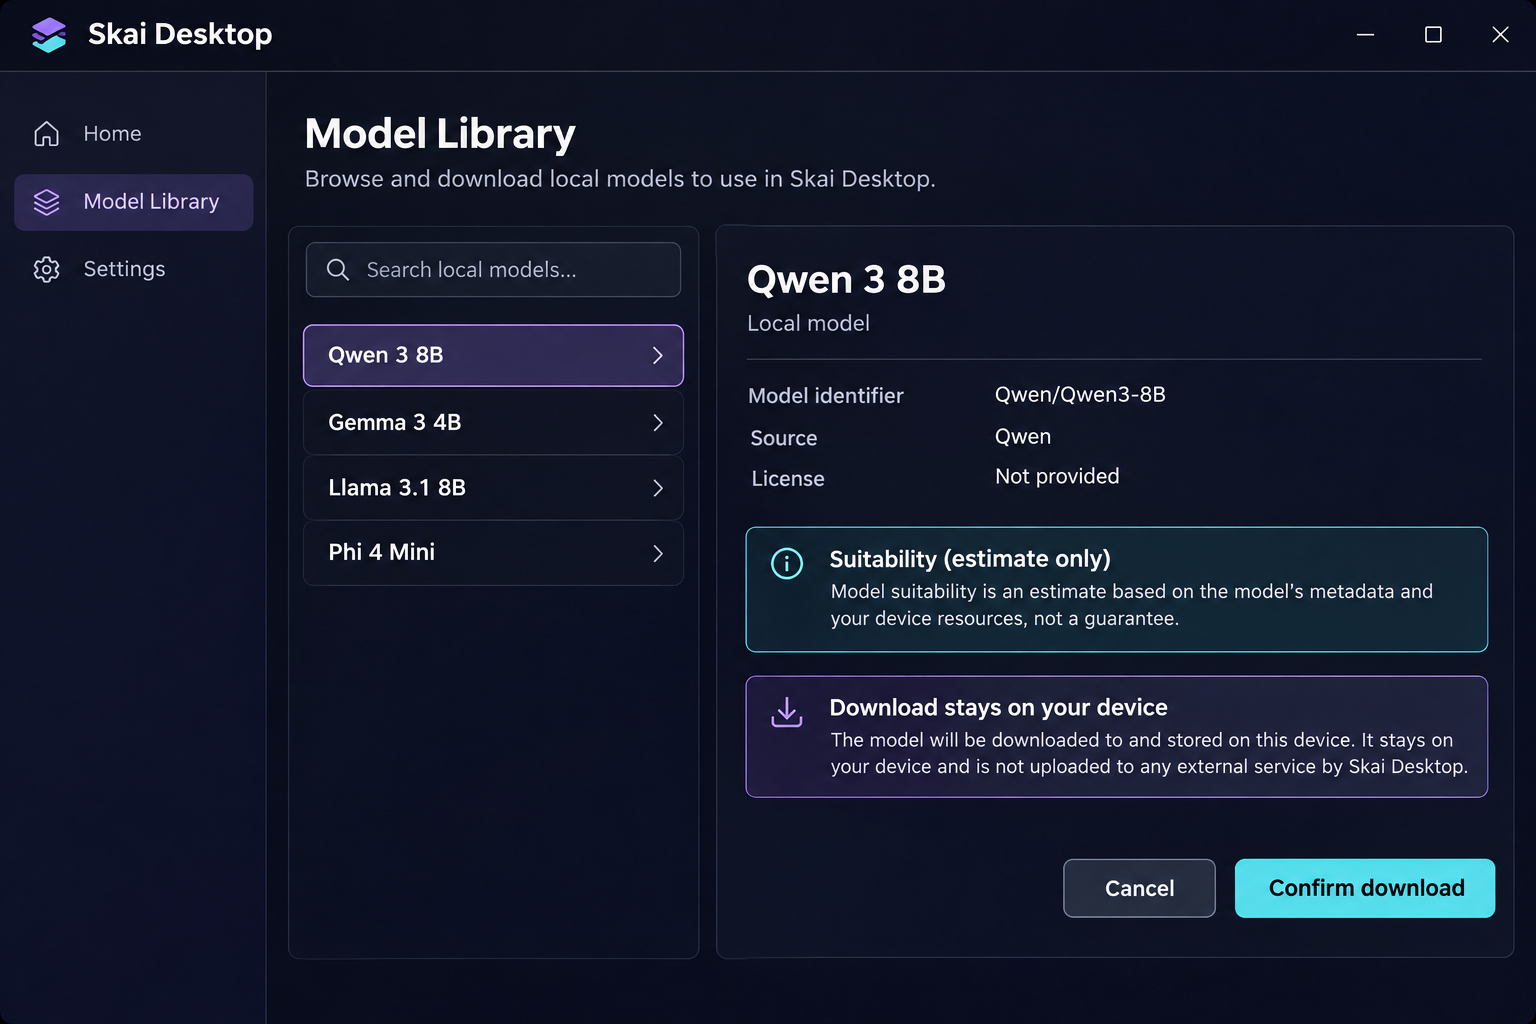 Skai Desktop
Home
Model Library
Settings
Model Library
Browse and download local models to use in Skai Desktop.
Search local models...
Qwen 3 8B
Gemma 3 4B
Llama 3.1 8B
Phi 4 Mini
Qwen 3 8B
Local model
Model identifier Qwen/Qwen3-8B
Source Qwen
License Not provided
Suitability (estimate only)
Model suitability is an estimate based on the model’s metadata and
your device resources, not a guarantee.
Download stays on your device
The model will be downloaded to and stored on this device. It stays on
your device and is not uploaded to any external service by Skai Desktop.
Cancel
Confirm download